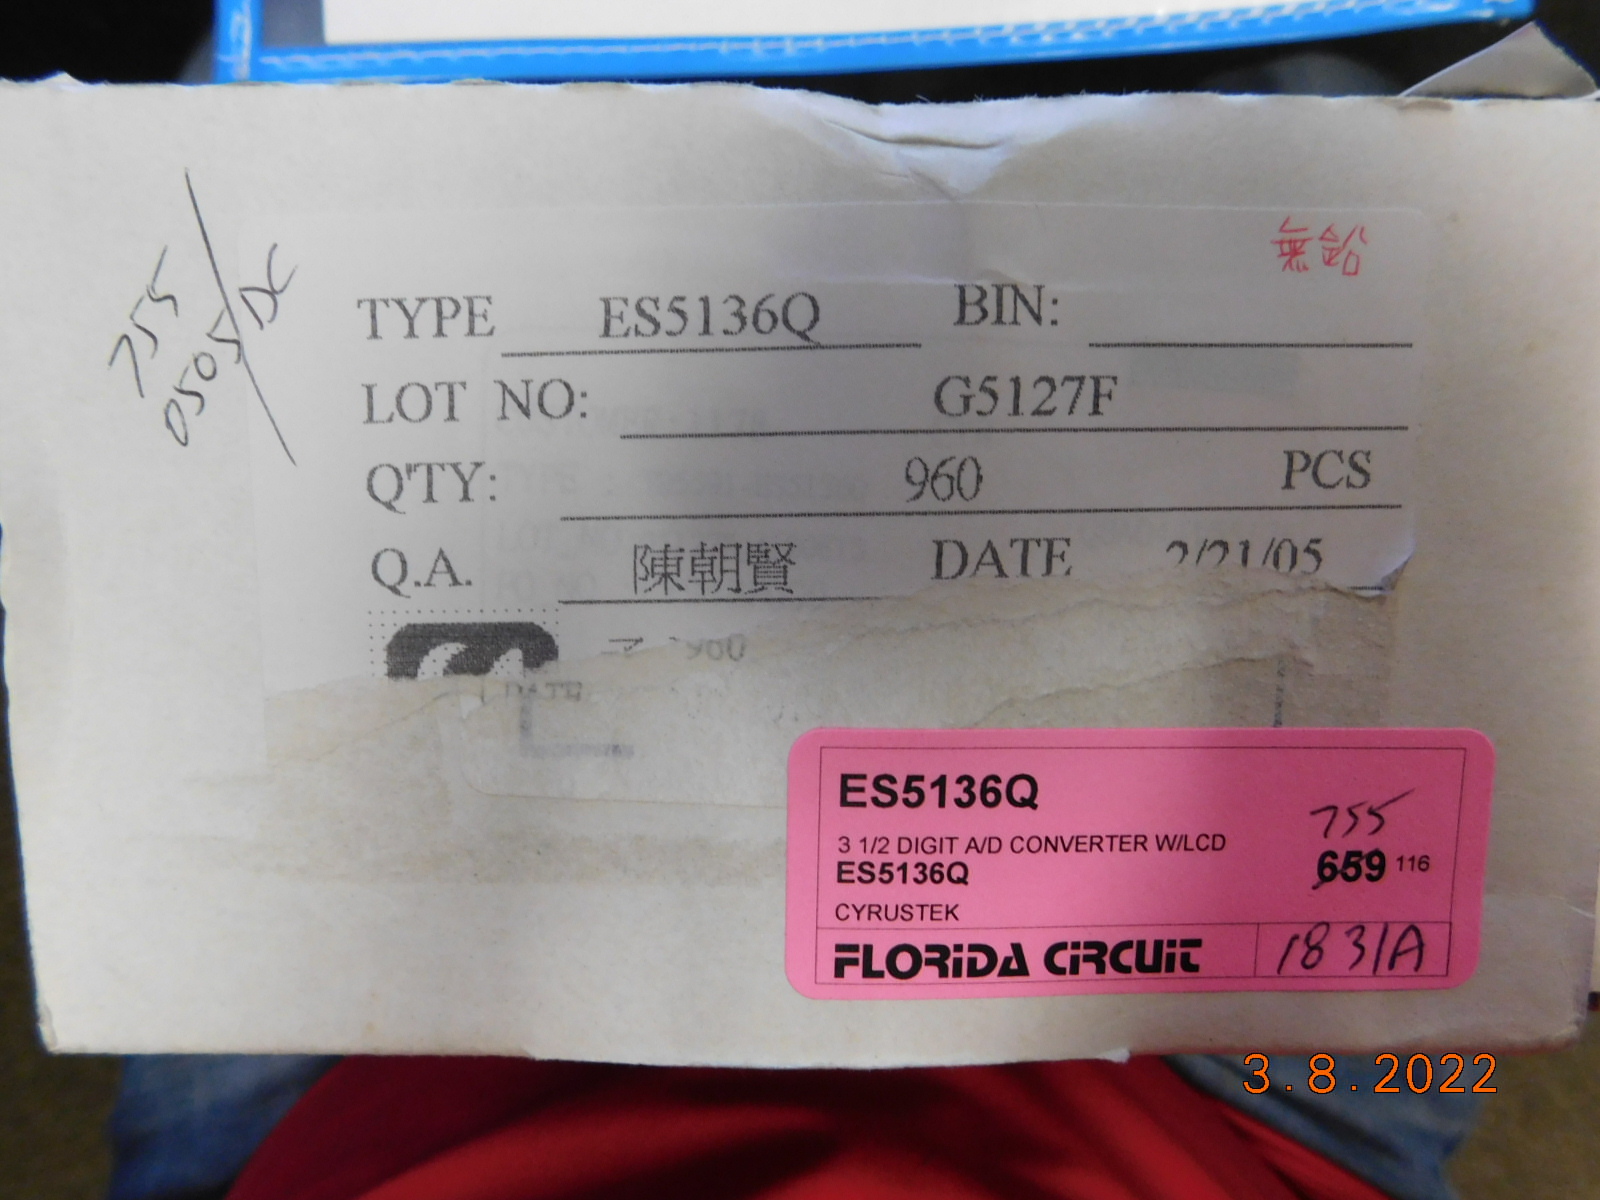 755
0505 DC
無鉛
TYPE ES5136Q BIN:
LOT NO: G5127F
Q'TY: 960 PCS
Q.A. 陳朝賢 DATE 2/21/05
960
DATE
ES5136Q
3 1/2 DIGIT A/D CONVERTER W/LCD
755
ES5136Q
659 116
CYRUSTEK
FLORIDA CIRCUIT 1831A
3.8.2022